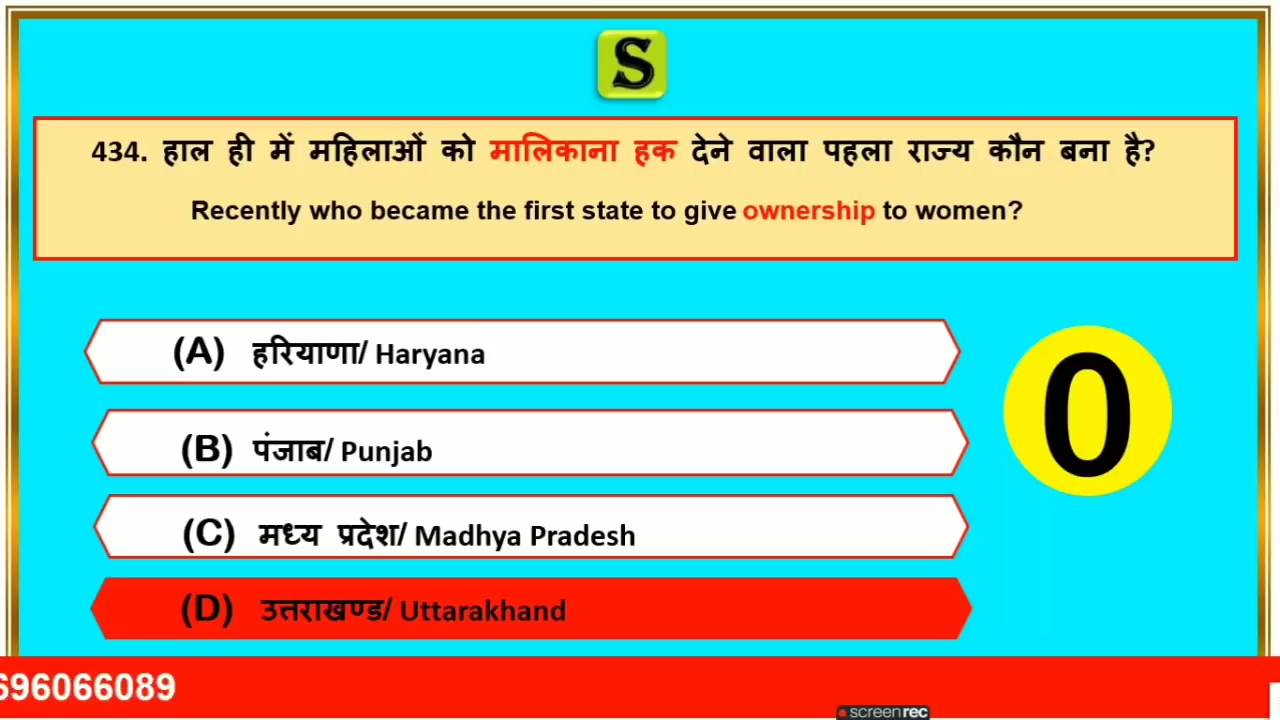 S
434. हाल ही में महिलाओं को मालिकाना हक देने वाला पहला राज्य कौन बना है?
Recently who became the first state to give ownership to women?
(A) हरियाणा/ Haryana
(B) पंजाब/ Punjab
(C) मध्य प्रदेश/ Madhya Pradesh
(D) उत्तराखण्ड/ Uttarakhand
0
696066089
screenrec